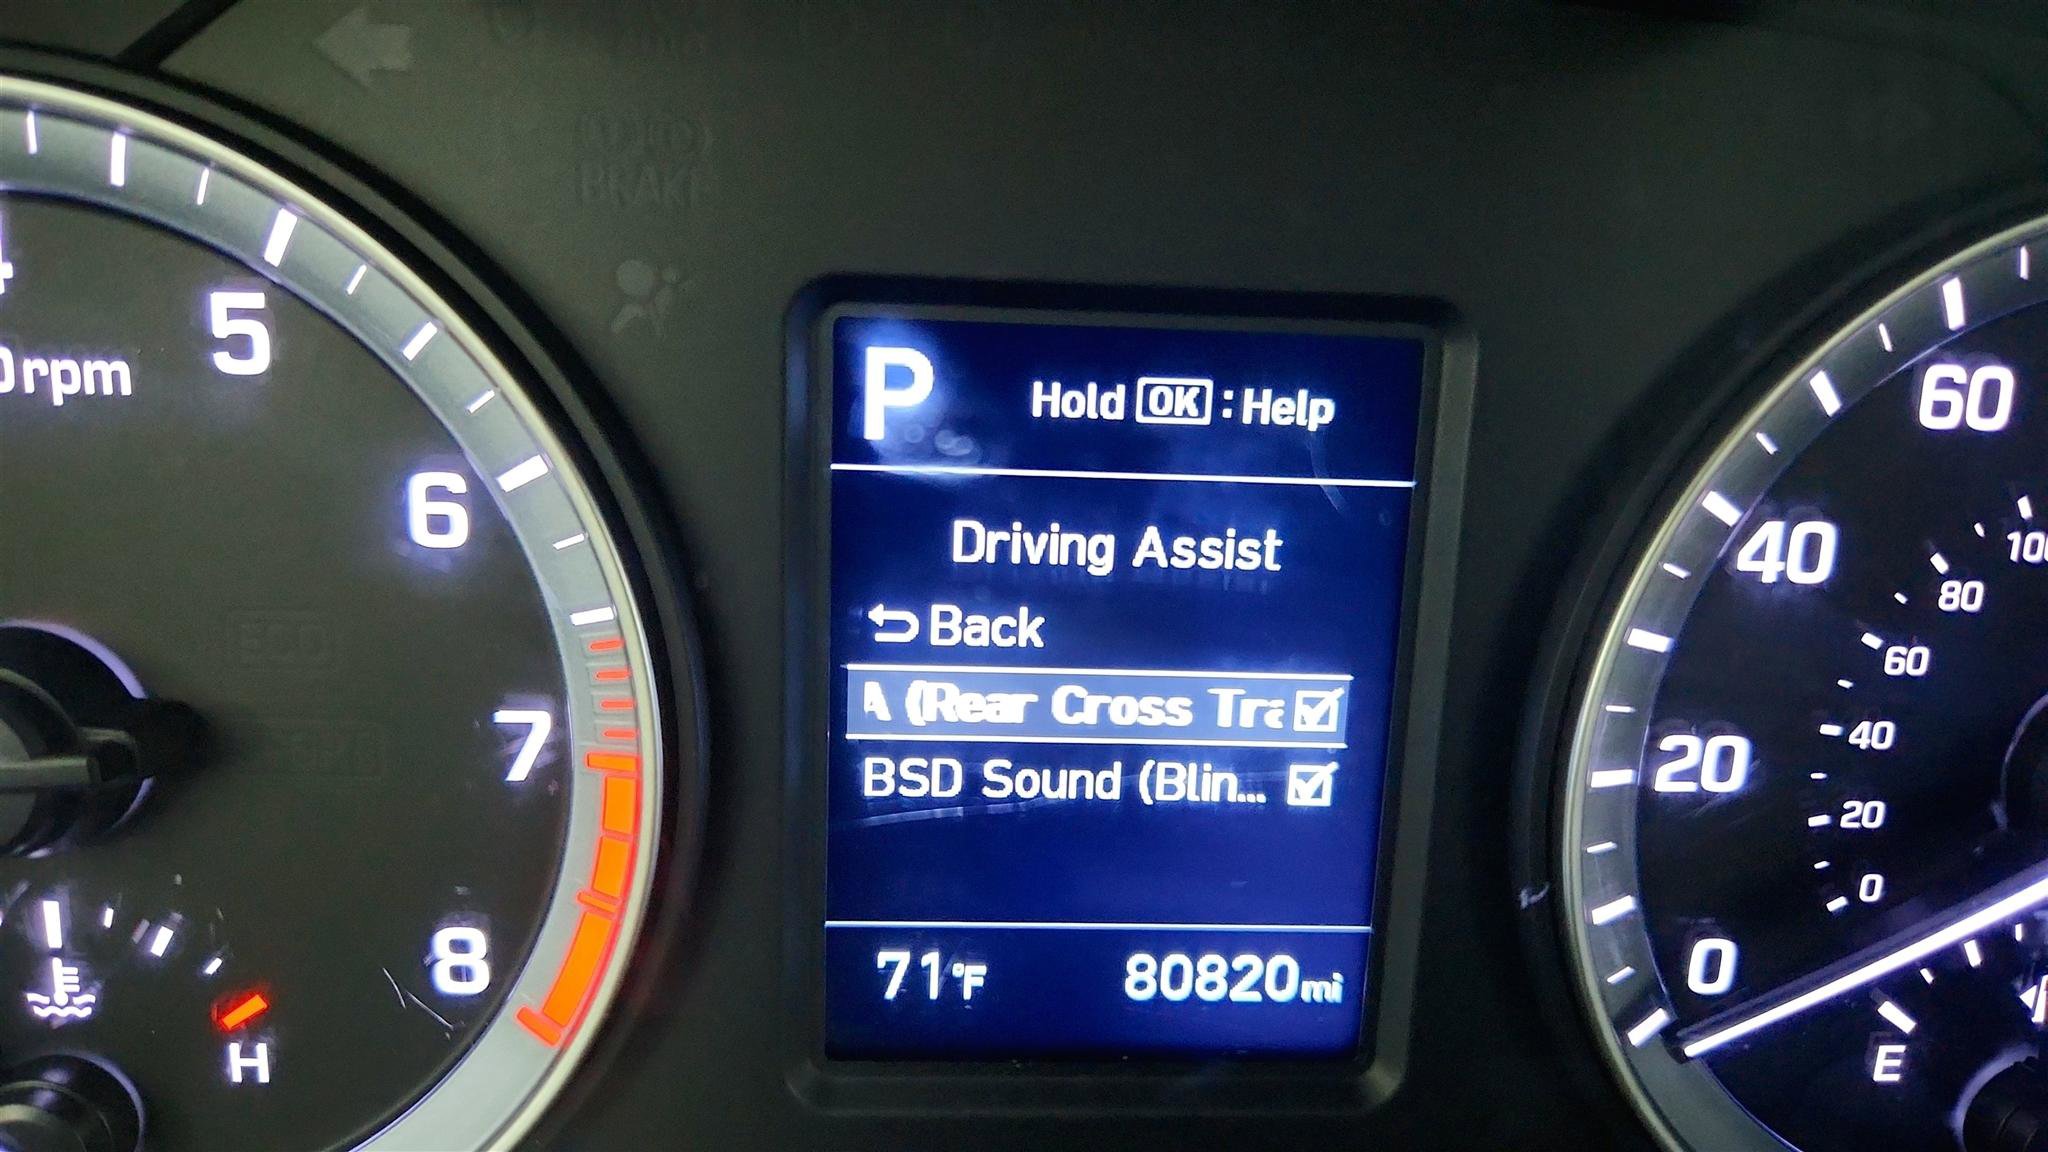 P
Hold OK : Help
Driving Assist
Back
A (Rear Cross Tra
BSD Sound (Blin...
71°F 80820mi
rpm
5
6
7
8
H
BRAKE
60
40
20
0
100
80
60
40
20
0
E